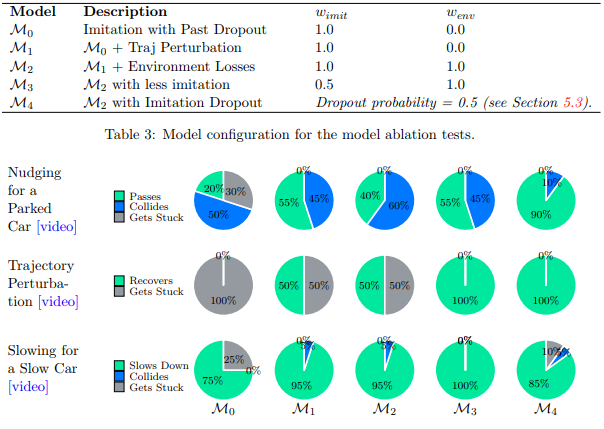 Model Description w_imit w_env
M0 Imitation with Past Dropout 1.0 0.0
M1 M0 + Traj Perturbation 1.0 0.0
M2 M1 + Environment Losses 1.0 1.0
M3 M2 with less imitation 0.5 1.0
M4 M2 with Imitation Dropout Dropout probability = 0.5 (see Section 5.3).
Table 3: Model configuration for the model ablation tests.
Nudging
for a
Parked
Car [video]
Passes
Collides
Gets Stuck
20% 30% 50%
0% 55% 45%
0% 40% 60%
0% 55% 45%
0% 10% 90%
Trajectory
Perturba-
tion [video]
Recovers
Gets Stuck
0% 100%
50% 50%
50% 50%
0% 100%
0% 100%
Slowing for
a Slow Car
[video]
Slows Down
Collides
Gets Stuck
25% 0% 75%
0% 5% 95%
0% 5% 95%
0% 100%
10% 5% 85%
M0 M1 M2 M3 M4